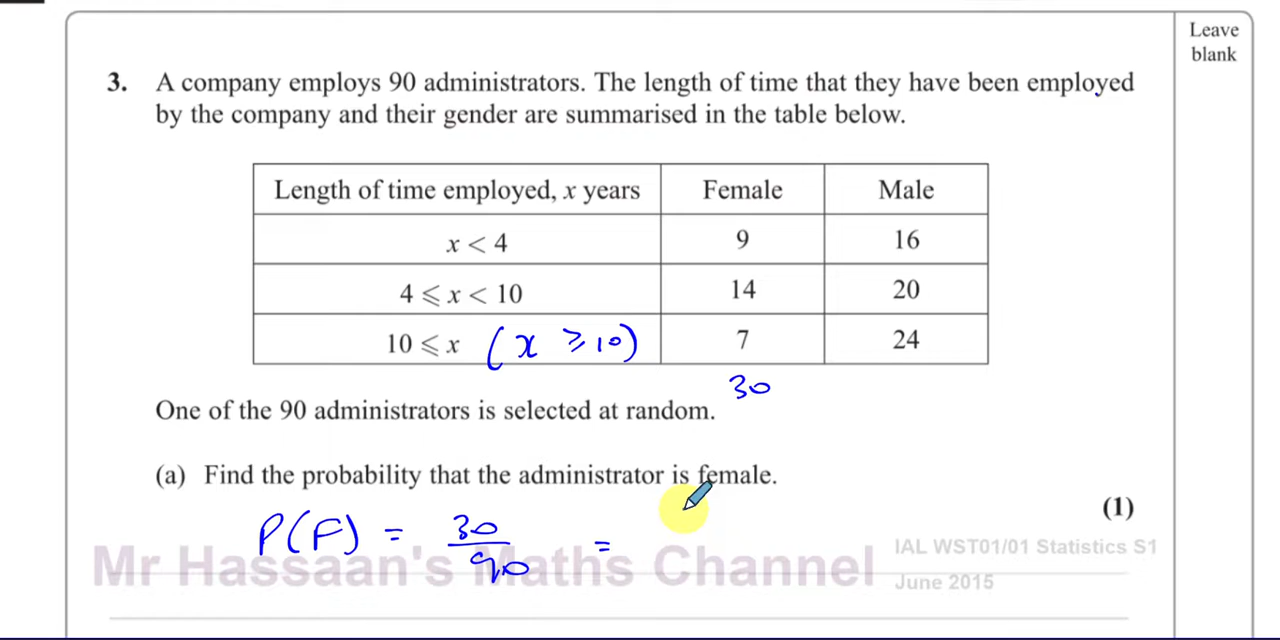 Leave
blank
3. A company employs 90 administrators. The length of time that they have been employed
by the company and their gender are summarised in the table below.
Length of time employed, x years Female Male
x < 4 9 16
4 ⩽ x < 10 14 20
10 ⩽ x (x ⩾ 10) 7 24
30
One of the 90 administrators is selected at random.
(a) Find the probability that the administrator is female.
(1)
P(F) = 30/90 =
Mr Hassaan's Maths Channel
IAL WST01/01 Statistics S1
June 2015